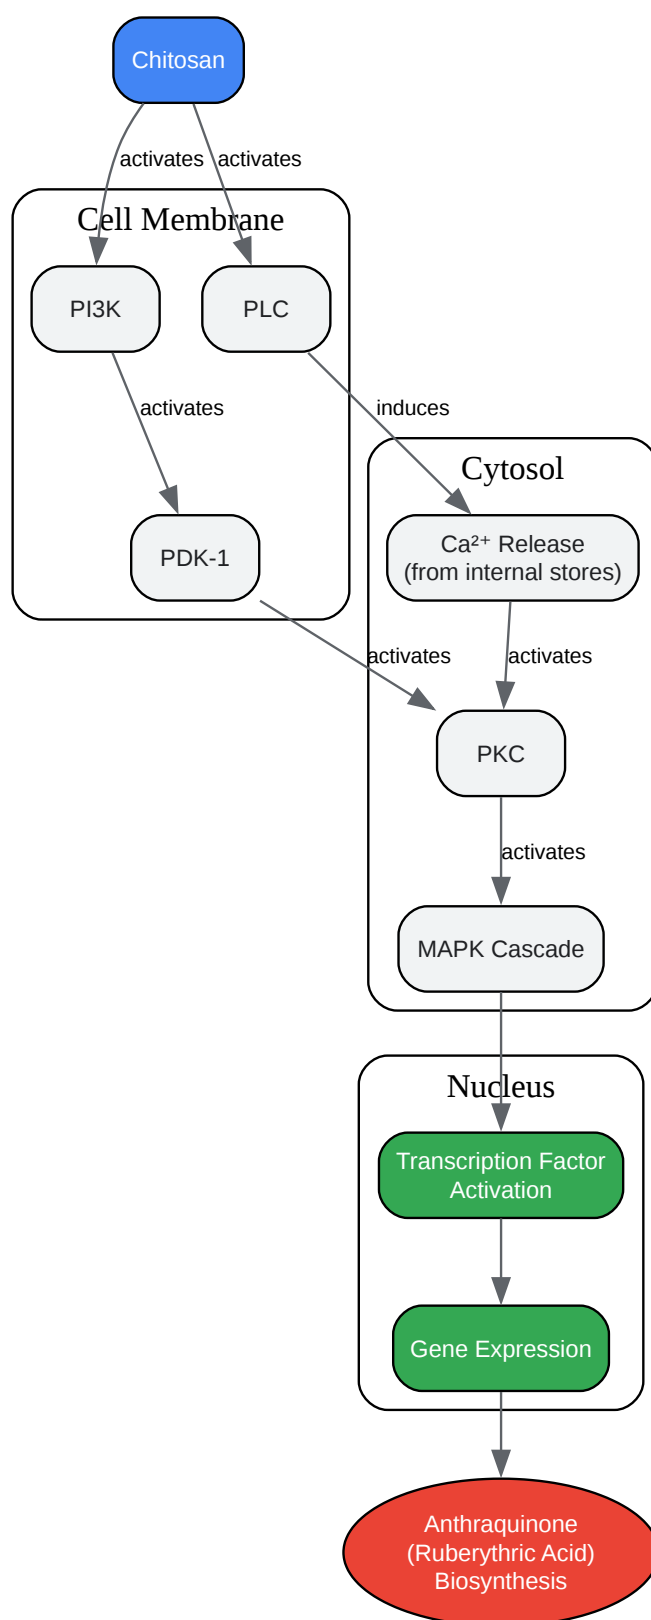 Chitosan
activates
activates
Cell Membrane
PI3K
PLC
activates
induces
Cytosol
PDK-1
Ca²⁺ Release
(from internal stores)
activates
activates
PKC
activates
MAPK Cascade
Nucleus
Transcription Factor
Activation
Gene Expression
Anthraquinone
(Ruberythric Acid)
Biosynthesis